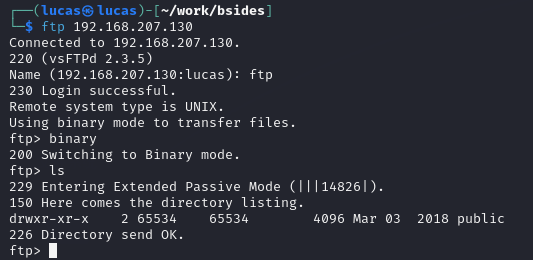 ┌──(lucas㉿lucas)-[~/work/bsides]
└─$ ftp 192.168.207.130
Connected to 192.168.207.130.
220 (vsFTPd 2.3.5)
Name (192.168.207.130:lucas): ftp
230 Login successful.
Remote system type is UNIX.
Using binary mode to transfer files.
ftp> binary
200 Switching to Binary mode.
ftp> ls
229 Entering Extended Passive Mode (|||14826|).
150 Here comes the directory listing.
drwxr-xr-x    2 65534    65534        4096 Mar 03  2018 public
226 Directory send OK.
ftp>